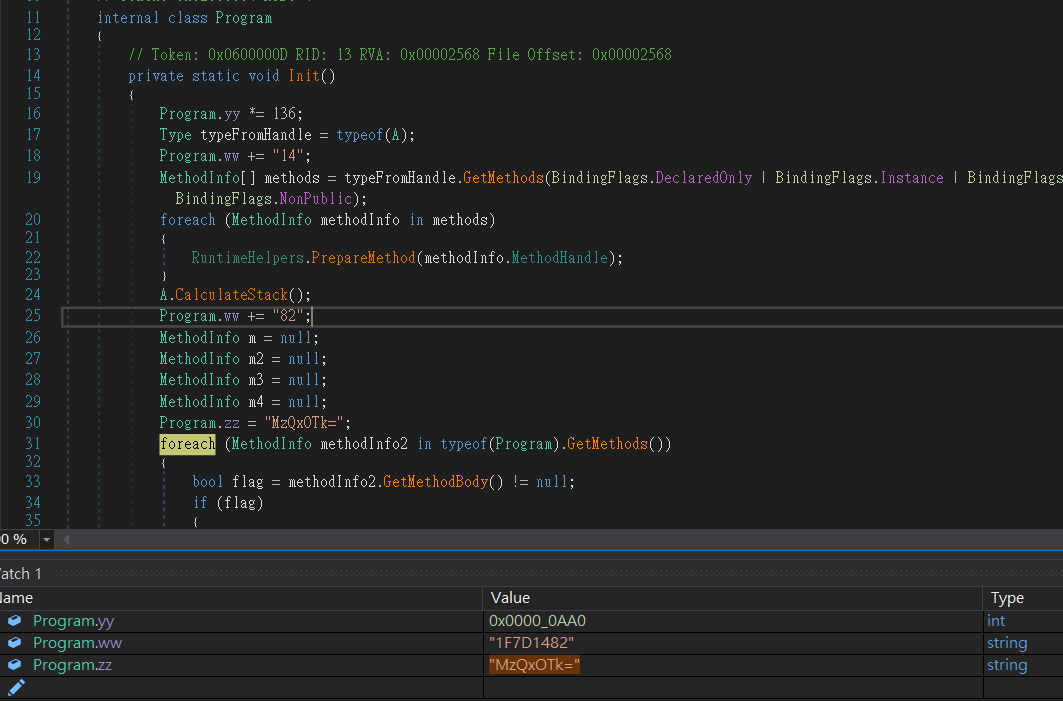 11 internal class Program
12 {
13 // Token: 0x0600000D RID: 13 RVA: 0x00002568 File Offset: 0x00002568
14 private static void Init()
15 {
16 Program.yy *= 136;
17 Type typeFromHandle = typeof(A);
18 Program.ww += "14";
19 MethodInfo[] methods = typeFromHandle.GetMethods(BindingFlags.DeclaredOnly | BindingFlags.Instance | BindingFlags
BindingFlags.NonPublic);
20 foreach (MethodInfo methodInfo in methods)
21 {
22 RuntimeHelpers.PrepareMethod(methodInfo.MethodHandle);
23 }
24 A.CalculateStack();
25 Program.ww += "82";
26 MethodInfo m = null;
27 MethodInfo m2 = null;
28 MethodInfo m3 = null;
29 MethodInfo m4 = null;
30 Program.zz = "MzQxOTk=";
31 foreach (MethodInfo methodInfo2 in typeof(Program).GetMethods())
32 {
33 bool flag = methodInfo2.GetMethodBody() != null;
34 if (flag)
35 {
0 %
atch 1
ame Value Type
Program.yy 0x0000_0AA0 int
Program.ww "1F7D1482" string
Program.zz "MzQxOTk=" string